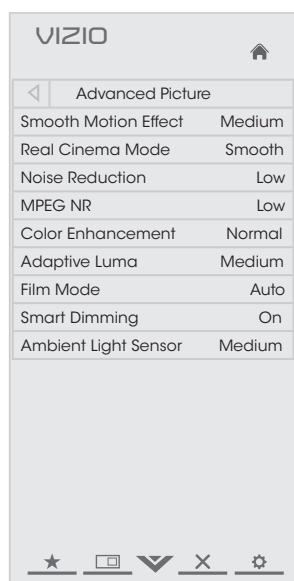 VIZIO
Advanced Picture
Smooth Motion Effect Medium
Real Cinema Mode Smooth
Noise Reduction Low
MPEG NR Low
Color Enhancement Normal
Adaptive Luma Medium
Film Mode Auto
Smart Dimming On
Ambient Light Sensor Medium